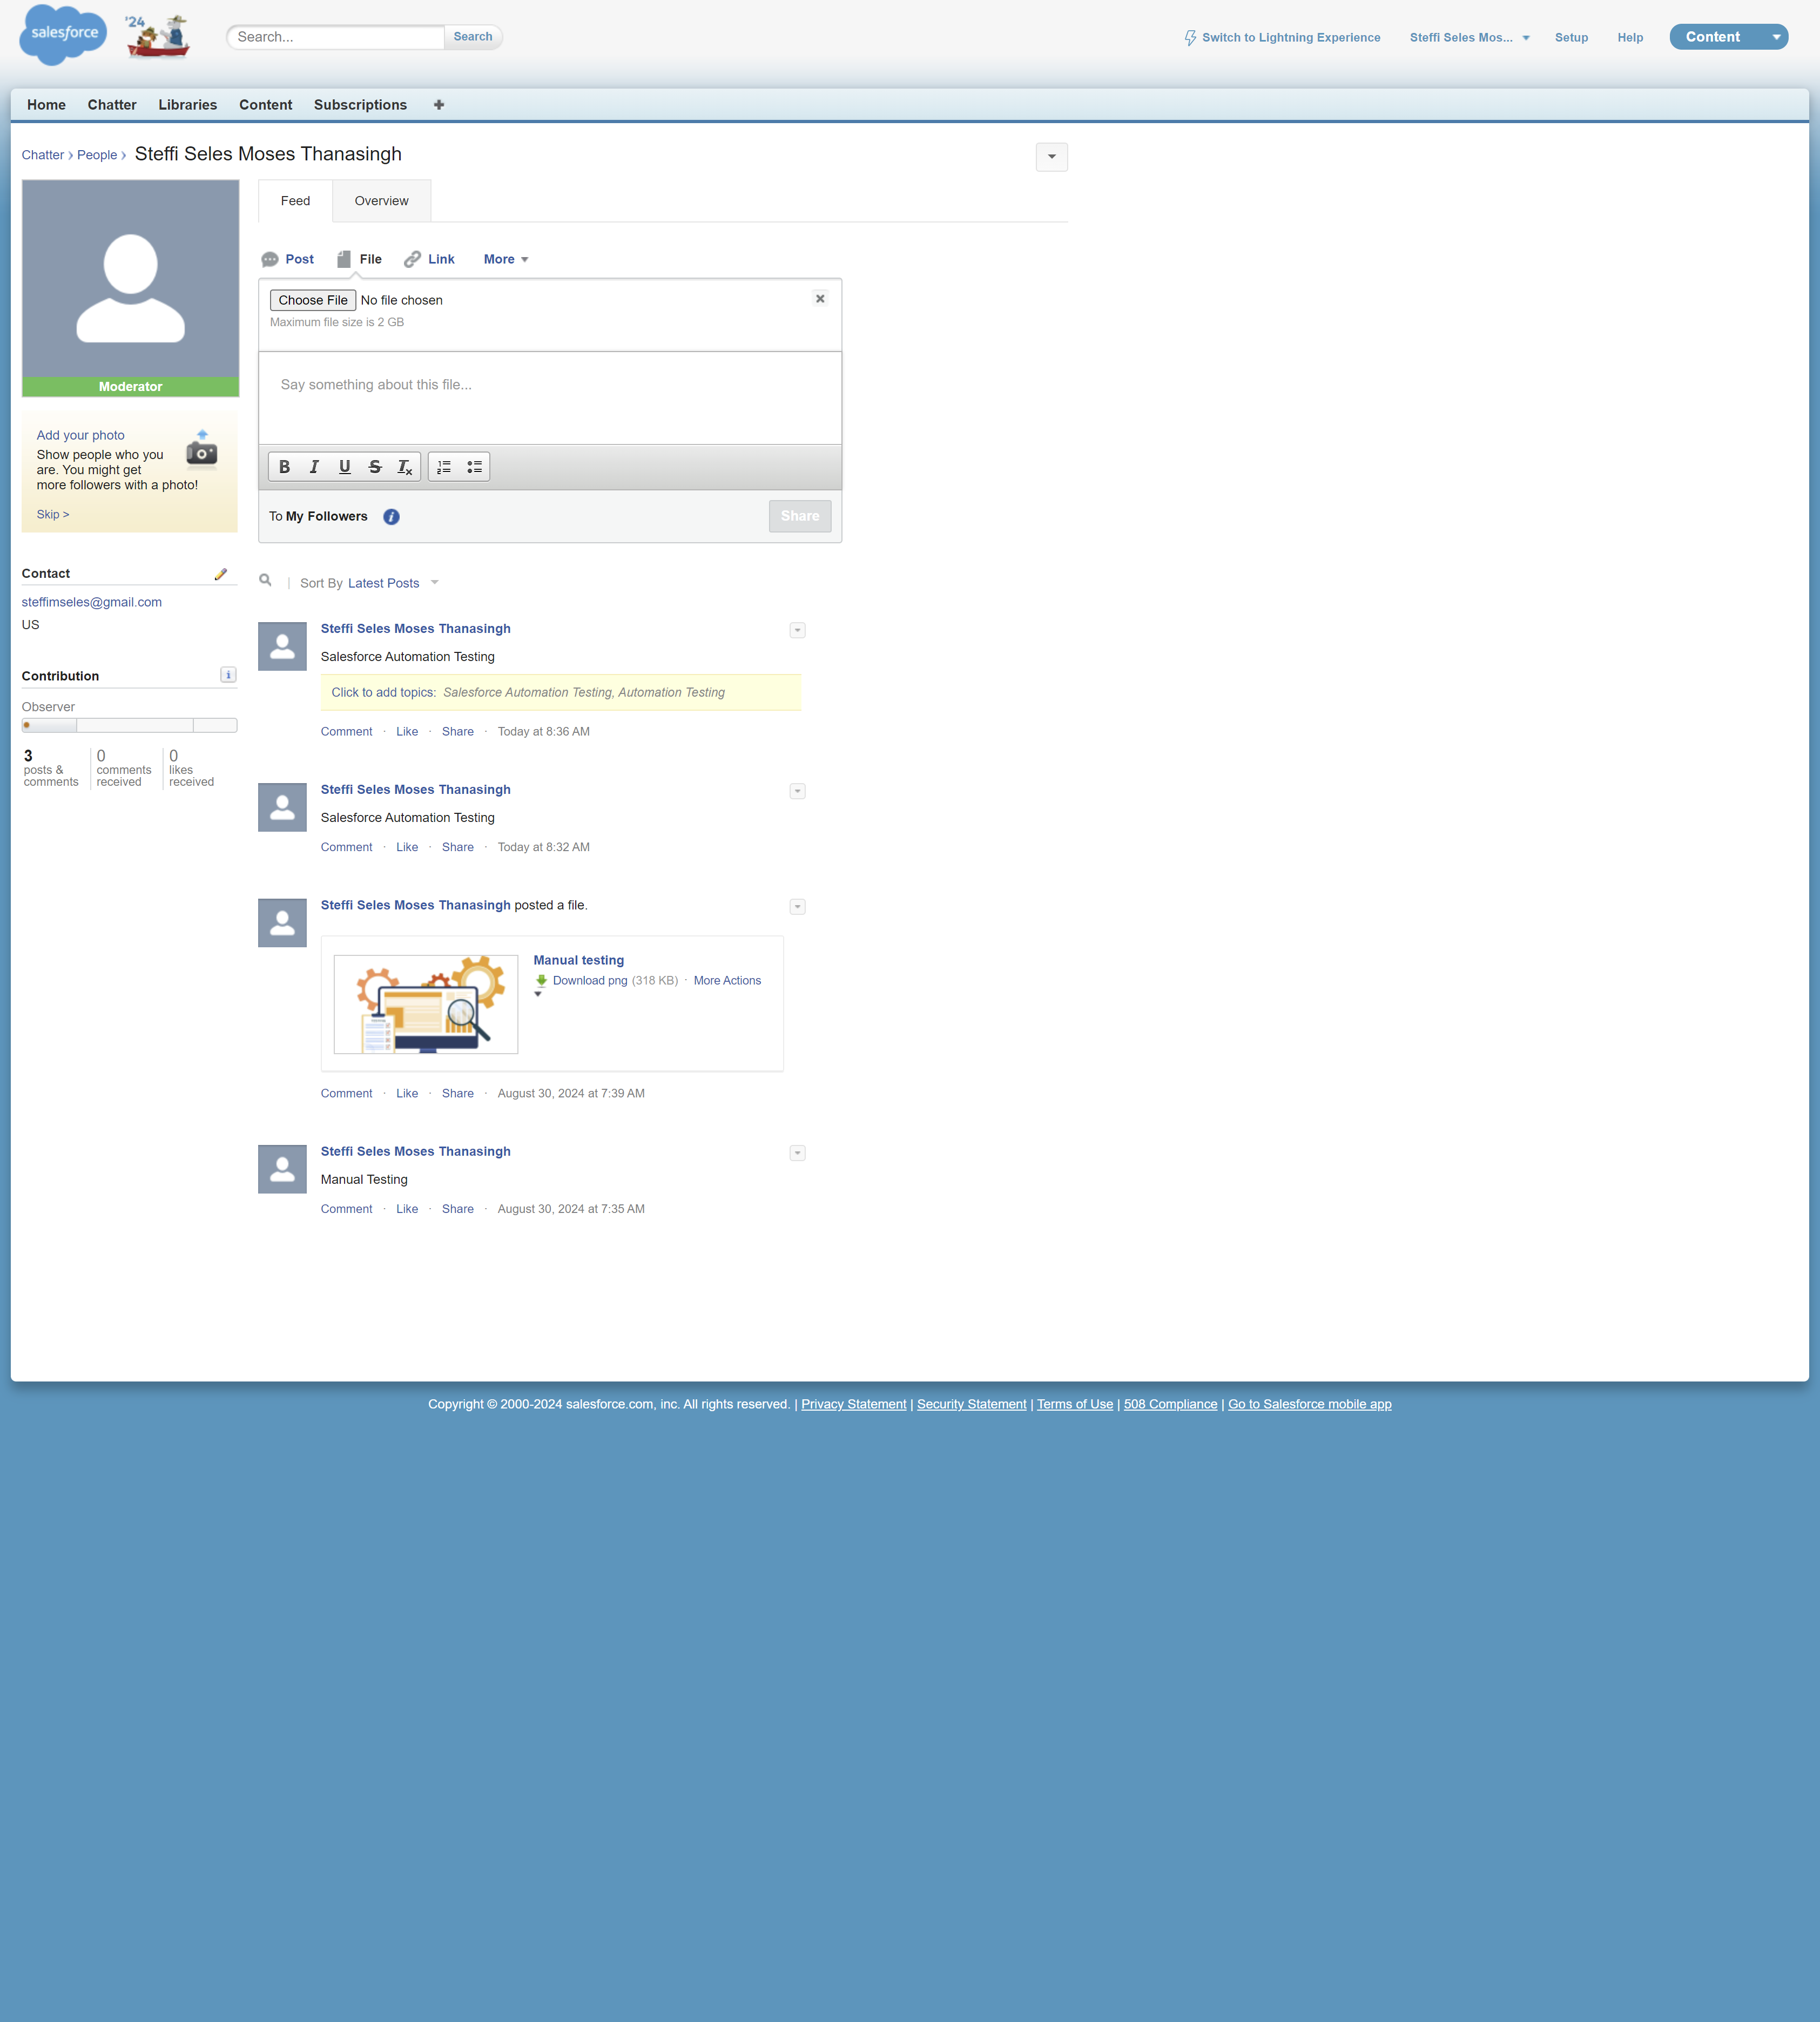 salesforce
'24
Search...
Search
Switch to Lightning Experience
Steffi Seles Mos...
Setup
Help
Content
Home
Chatter
Libraries
Content
Subscriptions
Chatter › People › Steffi Seles Moses Thanasingh
Moderator
Add your photo
Show people who you
are. You might get
more followers with a photo!
Skip >
Contact
steffimseles@gmail.com
US
Contribution
Observer
3
posts &
comments
0
comments
received
0
likes
received
Feed
Overview
Post
File
Link
More
Choose File No file chosen
Maximum file size is 2 GB
Say something about this file...
B I U S Tx
To My Followers
Share
| Sort By Latest Posts
Steffi Seles Moses Thanasingh
Salesforce Automation Testing
Click to add topics: Salesforce Automation Testing, Automation Testing
Comment · Like · Share · Today at 8:36 AM
Steffi Seles Moses Thanasingh
Salesforce Automation Testing
Comment · Like · Share · Today at 8:32 AM
Steffi Seles Moses Thanasingh posted a file.
Manual testing
Download png (318 KB) · More Actions
Comment · Like · Share · August 30, 2024 at 7:39 AM
Steffi Seles Moses Thanasingh
Manual Testing
Comment · Like · Share · August 30, 2024 at 7:35 AM
Copyright © 2000-2024 salesforce.com, inc. All rights reserved. | Privacy Statement | Security Statement | Terms of Use | 508 Compliance | Go to Salesforce mobile app